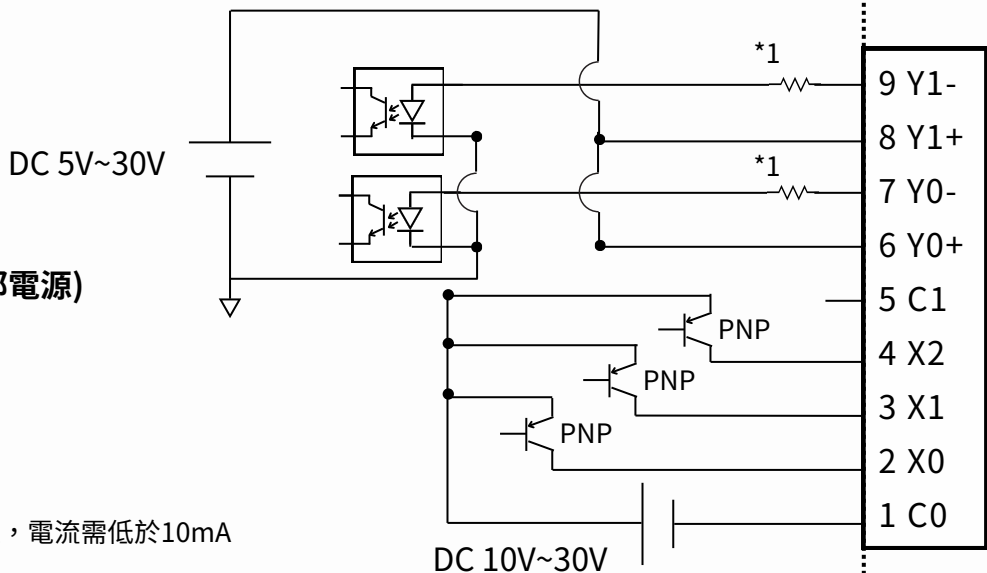 *1
9 Y1-
8 Y1+
DC 5V~30V
*1
7 Y0-
6 Y0+
電源)
5 C1
PNP
4 X2
PNP
3 X1
PNP
2 X0
1 C0
，電流需低於10mA
DC 10V~30V